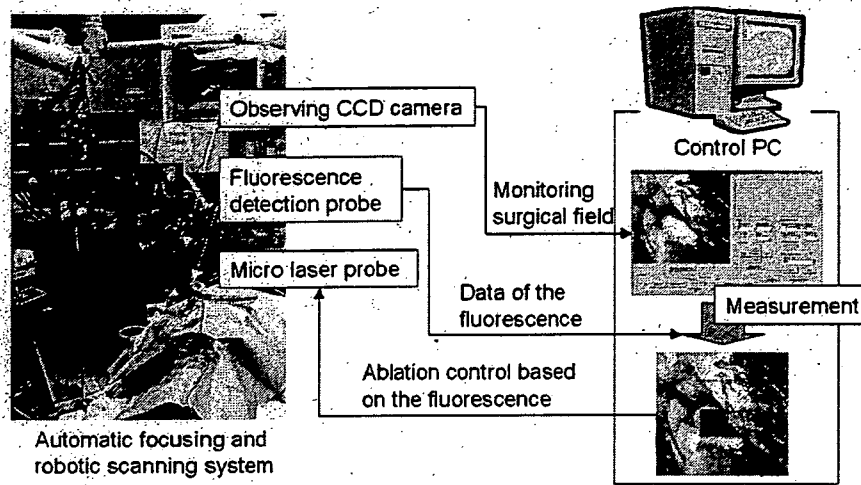 Observing CCD camera
Fluorescence
detection probe
Micro laser probe
Automatic focusing and
robotic scanning system
Monitoring
surgical field
Data of the
fluorescence
Ablation control based
on the fluorescence
Control PC
Measurement